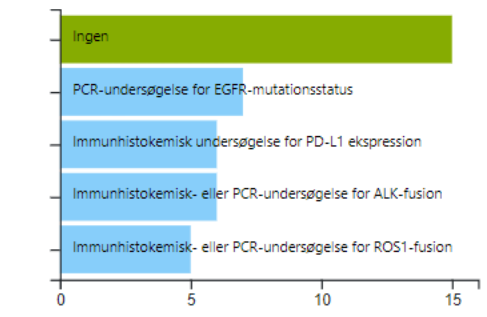 Ingen
PCR-undersøgelse for EGFR-mutationsstatus
Immunhistokemisk undersøgelse for PD-L1 ekspression
Immunhistokemisk- eller PCR-undersøgelse for ALK-fusion
Immunhistokemisk- eller PCR-undersøgelse for ROS1-fusion
0 5 10 15